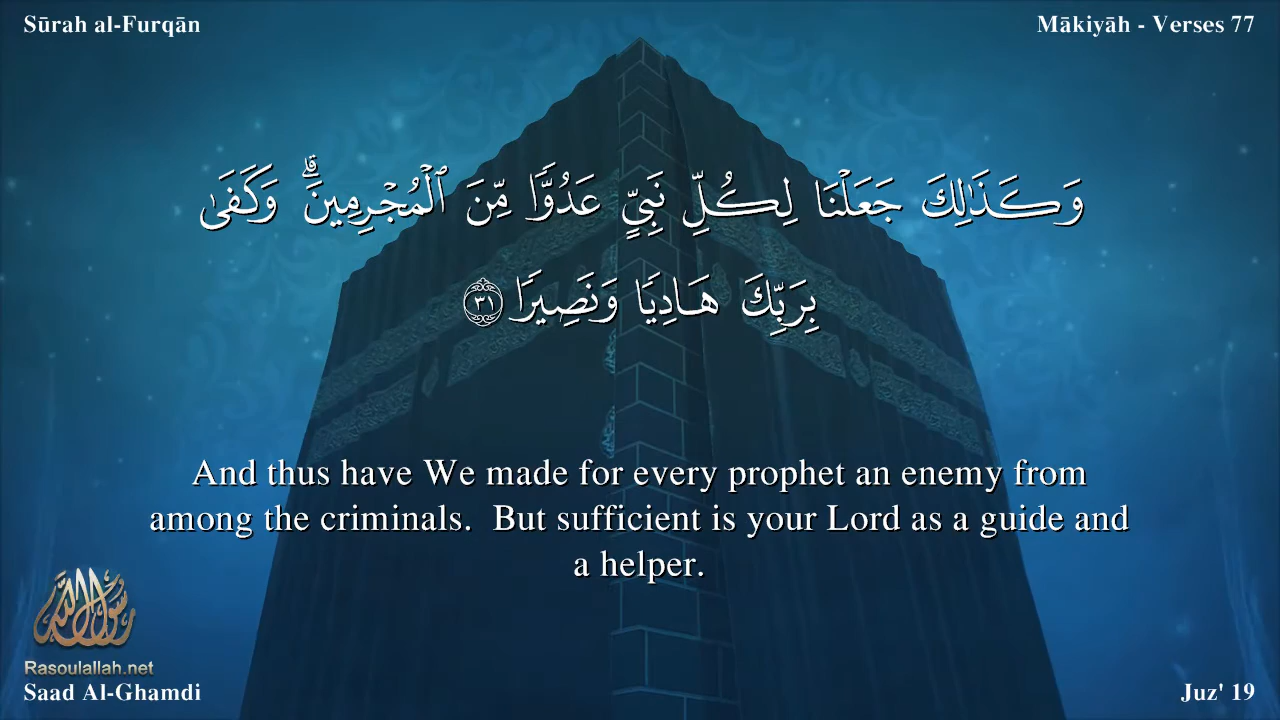 Sūrah al-Furqān
Mākiyāh - Verses 77
وَكَذَٰلِكَ جَعَلْنَا لِكُلِّ نَبِيٍّ عَدُوًّا مِّنَ ٱلْمُجْرِمِينَ ۗ وَكَفَىٰ
بِرَبِّكَ هَادِيًا وَنَصِيرًا ٣١
And thus have We made for every prophet an enemy from
among the criminals. But sufficient is your Lord as a guide and
a helper.
رسول الله
Rasoulallah.net
Saad Al-Ghamdi
Juz' 19